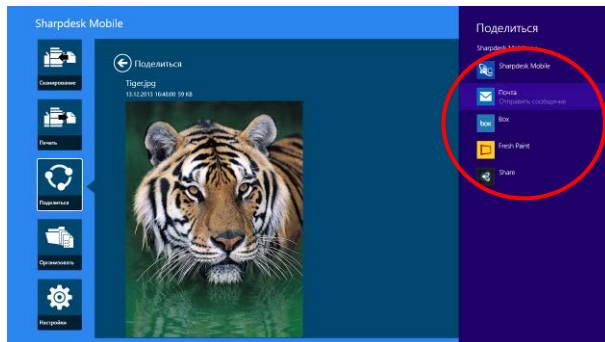 Sharpdesk Mobile
Сканирование
Печать
Поделиться
Организовать
Настройки
Поделиться
Tiger.jpg
13.12.2013 16:48:00 59 KB
Поделиться
Sharpdesk Mobile
Sharpdesk Mobile
Почта
Отправить сообщение
box
Box
Fresh Paint
Share